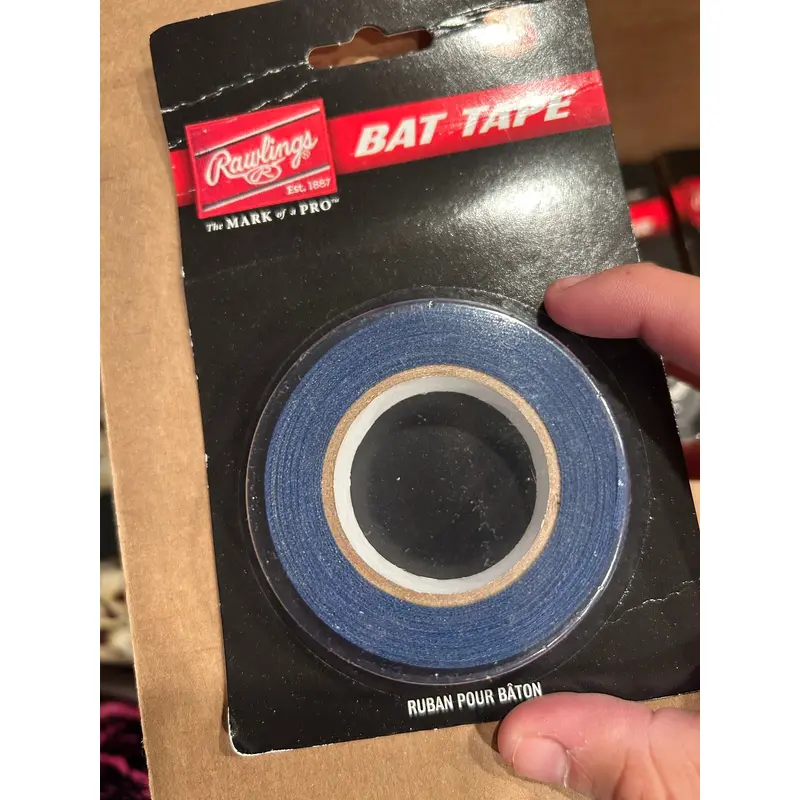 BAT TAPE
Rawlings®
Est. 1887
The MARK of a PRO™
RUBAN POUR BÂTON